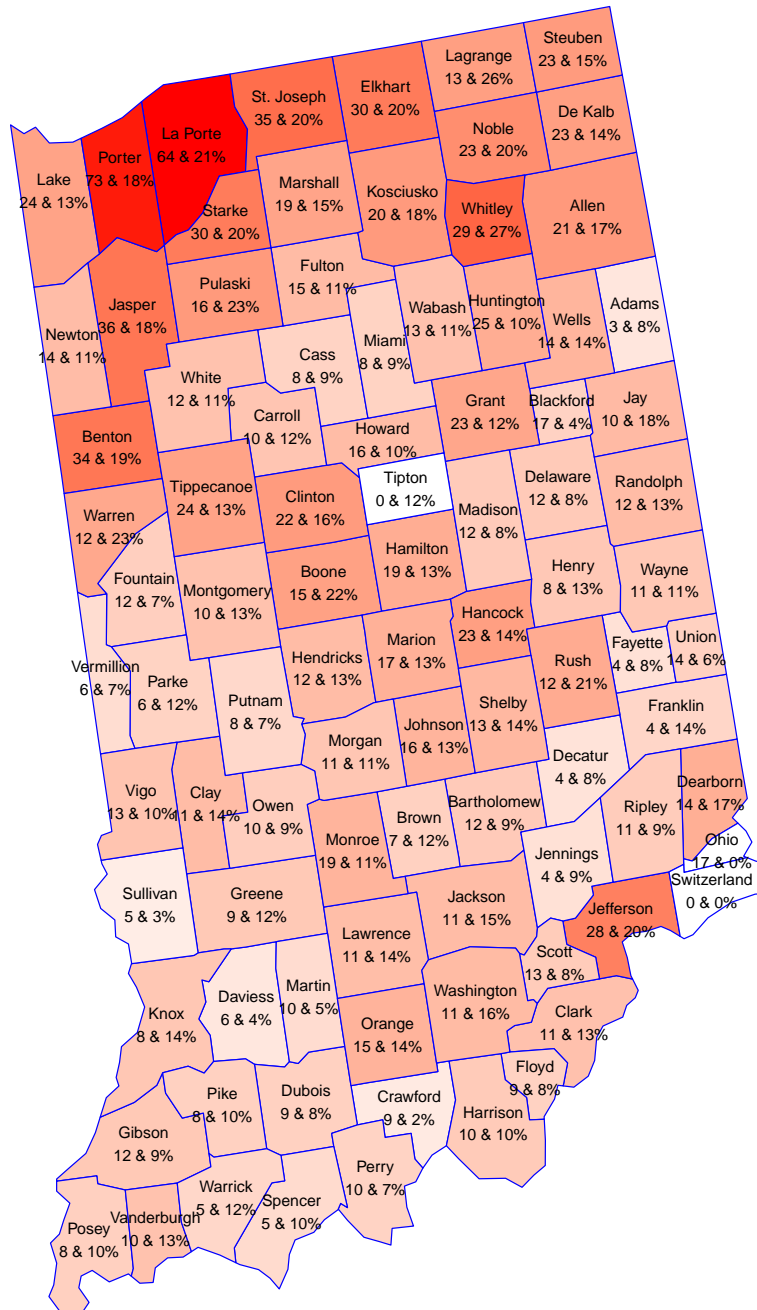 Steuben
23 & 15%
Lagrange
13 & 26%
Elkhart
30 & 20%
St. Joseph
35 & 20%
La Porte
64 & 21%
Porter
73 & 18%
Lake
24 & 13%
De Kalb
23 & 14%
Noble
23 & 20%
Marshall
19 & 15%
Kosciusko
20 & 18%
Whitley
29 & 27%
Allen
21 & 17%
Starke
30 & 20%
Fulton
15 & 11%
Pulaski
16 & 23%
Jasper
36 & 18%
Newton
14 & 11%
Wabash
13 & 11%
Huntington
25 & 10%
Wells
14 & 14%
Adams
3 & 8%
Miami
8 & 9%
Cass
8 & 9%
White
12 & 11%
Carroll
10 & 12%
Grant
23 & 12%
Blackford
17 & 4%
Jay
10 & 18%
Howard
16 & 10%
Benton
34 & 19%
Tipton
0 & 12%
Tippecanoe
24 & 13%
Clinton
22 & 16%
Madison
12 & 8%
Delaware
12 & 8%
Randolph
12 & 13%
Warren
12 & 23%
Hamilton
19 & 13%
Boone
15 & 22%
Fountain
12 & 7%
Montgomery
10 & 13%
Henry
8 & 13%
Wayne
11 & 11%
Hancock
23 & 14%
Marion
17 & 13%
Hendricks
12 & 13%
Rush
12 & 21%
Fayette
4 & 8%
Union
14 & 6%
Vermillion
6 & 7%
Parke
6 & 12%
Putnam
8 & 7%
Shelby
13 & 14%
Johnson
16 & 13%
Morgan
11 & 11%
Franklin
4 & 14%
Decatur
4 & 8%
Dearborn
14 & 17%
Vigo
13 & 10%
Clay
11 & 14%
Owen
10 & 9%
Monroe
19 & 11%
Brown
7 & 12%
Bartholomew
12 & 9%
Ripley
11 & 9%
Ohio
17 & 0%
Jennings
4 & 9%
Switzerland
0 & 0%
Sullivan
5 & 3%
Greene
9 & 12%
Jackson
11 & 15%
Jefferson
28 & 20%
Lawrence
11 & 14%
Scott
13 & 8%
Knox
8 & 14%
Daviess
6 & 4%
Martin
10 & 5%
Washington
11 & 16%
Clark
11 & 13%
Orange
15 & 14%
Floyd
9 & 8%
Pike
8 & 10%
Dubois
9 & 8%
Crawford
9 & 2%
Harrison
10 & 10%
Gibson
12 & 9%
Perry
10 & 7%
Warrick
5 & 12%
Spencer
5 & 10%
Vanderburgh
10 & 13%
Posey
8 & 10%